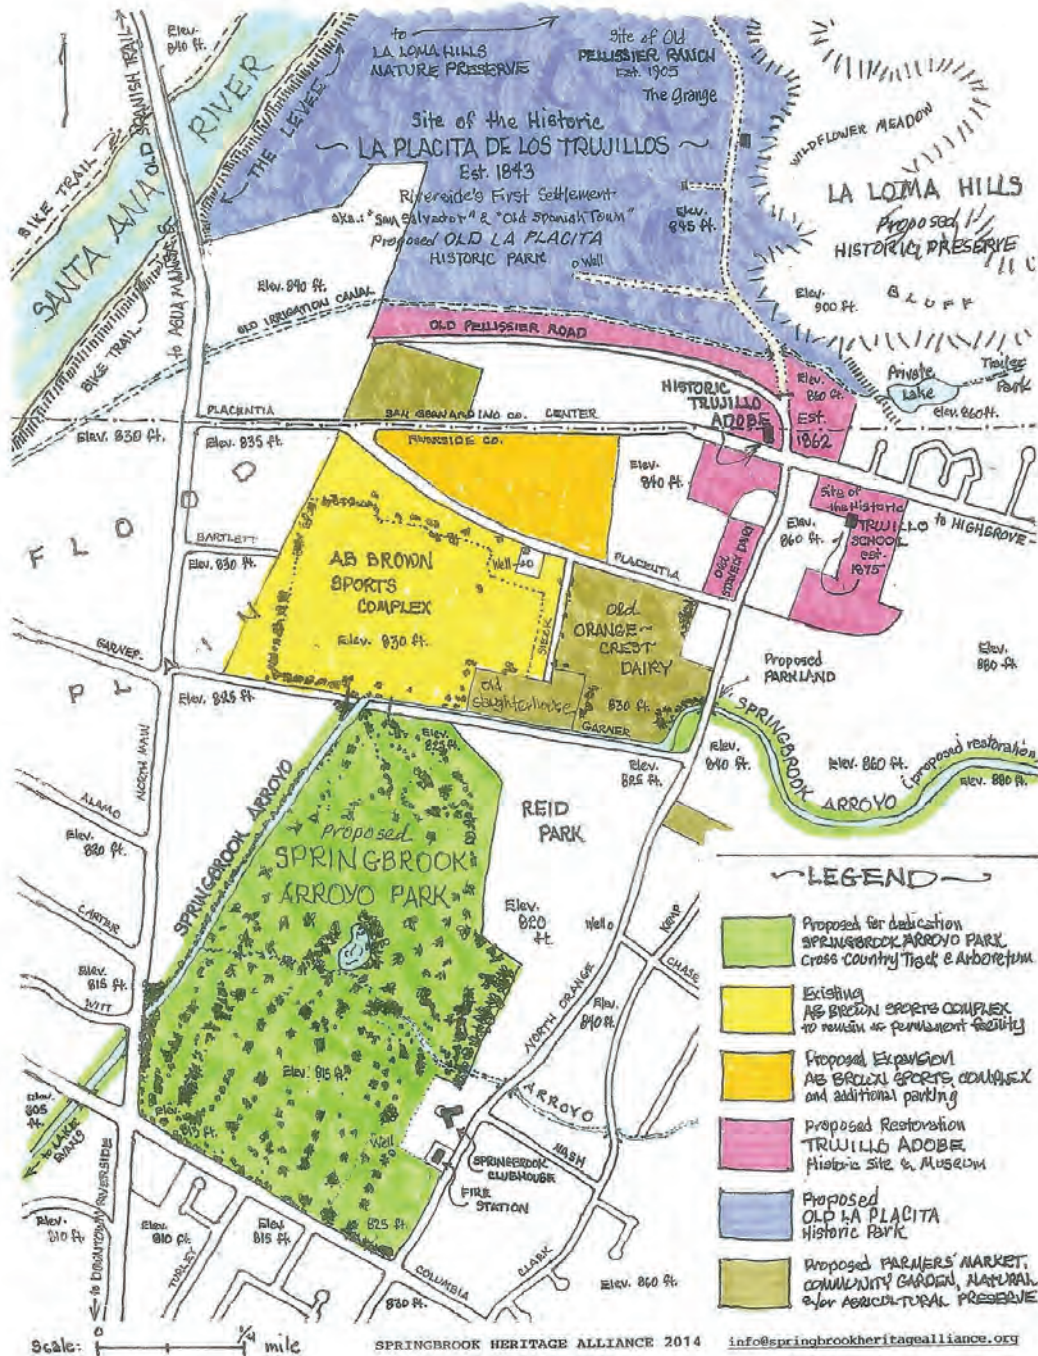 Elev. 840 ft.
to
LA LOMA HILLS
NATURE PRESERVE
Site of Old
PELLISSIER RANCH
Est. 1905
The Grange
BIKE TRAIL
SANTA ANA RIVER
OLD SPANISH TRAIL
to AGUA MANSA &
THE LEVEE
BIKE TRAIL
Site of the Historic
LA PLACITA DE LOS TRUJILLOS
Est. 1843
Riverside's First Settlement
aka: "San Salvador" & "Old Spanish Town"
Proposed OLD LA PLACITA
HISTORIC PARK
Well
Elev. 845 ft.
WILDFLOWER MEADOW
LA LOMA HILLS
Proposed
HISTORIC PRESERVE
Elev. 900 ft.
BLUFF
Elev. 840 ft.
OLD IRRIGATION CANAL
OLD PELLISSIER ROAD
Private Lake
Trailer Park
Elev. 860 ft.
HISTORIC
TRUJILLO
ADOBE
Elev. 860 ft.
Est.
1862
PLACENTIA
SAN BERNARDINO CO.
CENTER
RIVERSIDE CO.
Elev. 830 ft.
Elev. 835 ft.
FLOOD
PLAIN
Elev. 840 ft.
Site of
the Historic
TRUJILLO
SCHOOL
est.
1875
Elev. 860 ft.
to HIGHGROVE
BARTLETT
Elev. 830 ft.
AB BROWN
SPORTS
COMPLEX
Elev. 830 ft.
Well
PLACENTIA
SIECK
Old
ORANGE-
CREST
DAIRY
830 ft.
Old
slaughterhouse
GARNER
GARNER
Elev. 825 ft.
Elev. 825 ft.
Proposed
PARKLAND
Elev. 880 ft.
SPRINGBROOK
ARROYO
(proposed restoration)
Elev. 840 ft.
Elev. 860 ft.
Elev. 880 ft.
Elev. 825 ft.
NORTH MAIN
ALAMO
Elev. 820 ft.
CARTER
Elev. 815 ft.
WITT
SPRINGBROOK ARROYO
Proposed
SPRINGBROOK
ARROYO PARK
REID
PARK
Elev. 820 ft.
Well
KEMP
CHASE
NORTH ORANGE
Elev. 840 ft.
Elev. 815 ft.
ARROYO
Elev. 805 ft.
to LAKE EVANS
Elev. 815 ft.
Well
NASH
SPRINGBROOK
CLUBHOUSE
FIRE
STATION
825 ft.
Elev. 810 ft.
to DOWNTOWN RIVERSIDE
Elev. 810 ft.
TURLEY
Elev. 815 ft.
COLUMBIA
830 ft.
CLARK
Elev. 860 ft.
LEGEND
Proposed for dedication
SPRINGBROOK ARROYO PARK
Cross-Country Track & Arboretum
Existing
AB BROWN SPORTS COMPLEX
to remain as permanent facility
Proposed Expansion
AB BROWN SPORTS COMPLEX
and additional parking
Proposed Restoration
TRUJILLO ADOBE
Historic Site & Museum
Proposed
OLD LA PLACITA
Historic Park
Proposed FARMERS' MARKET,
COMMUNITY GARDEN, NATURAL
&/or AGRICULTURAL PRESERVE
Scale: 0 1/4 mile
SPRINGBROOK HERITAGE ALLIANCE 2014 info@springbrookheritagealliance.org